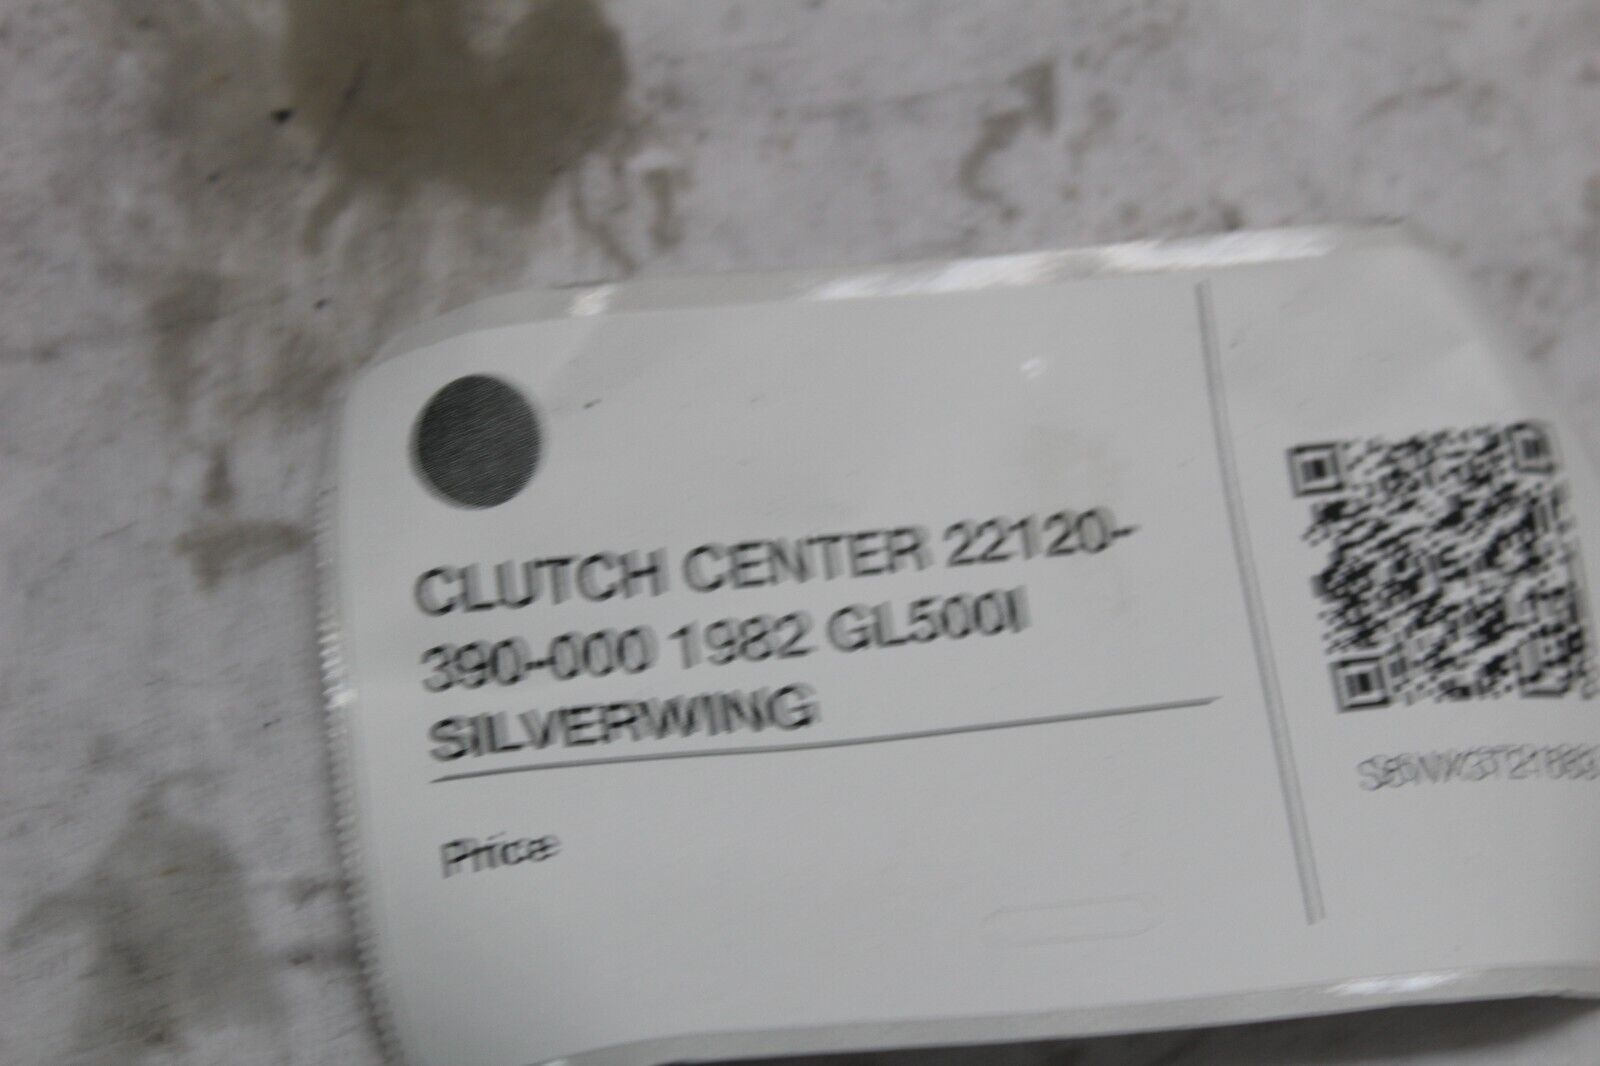 CLUTCH CENTER 22120-
390-000 1982 GL500I
SILVERWING
Price